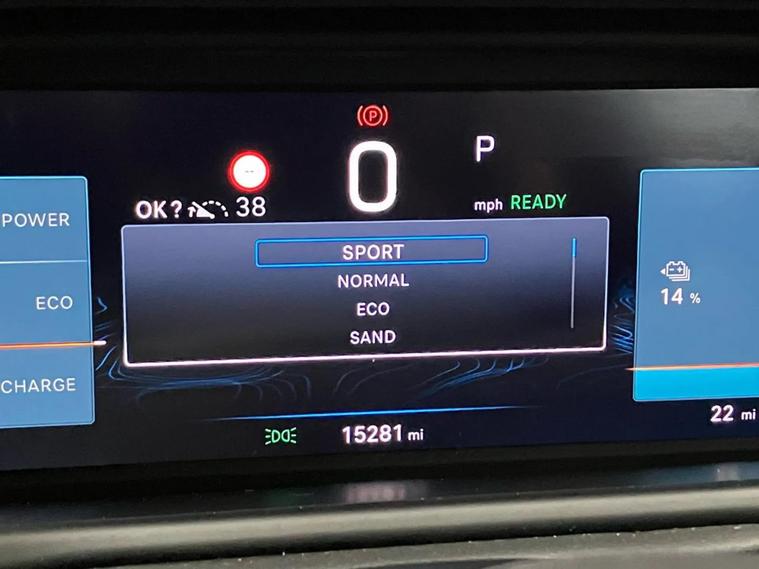 P
P
0
--
OK? 38
mph READY
POWER
ECO
CHARGE
SPORT
NORMAL
ECO
SAND
14 %
22 mi
15281 mi